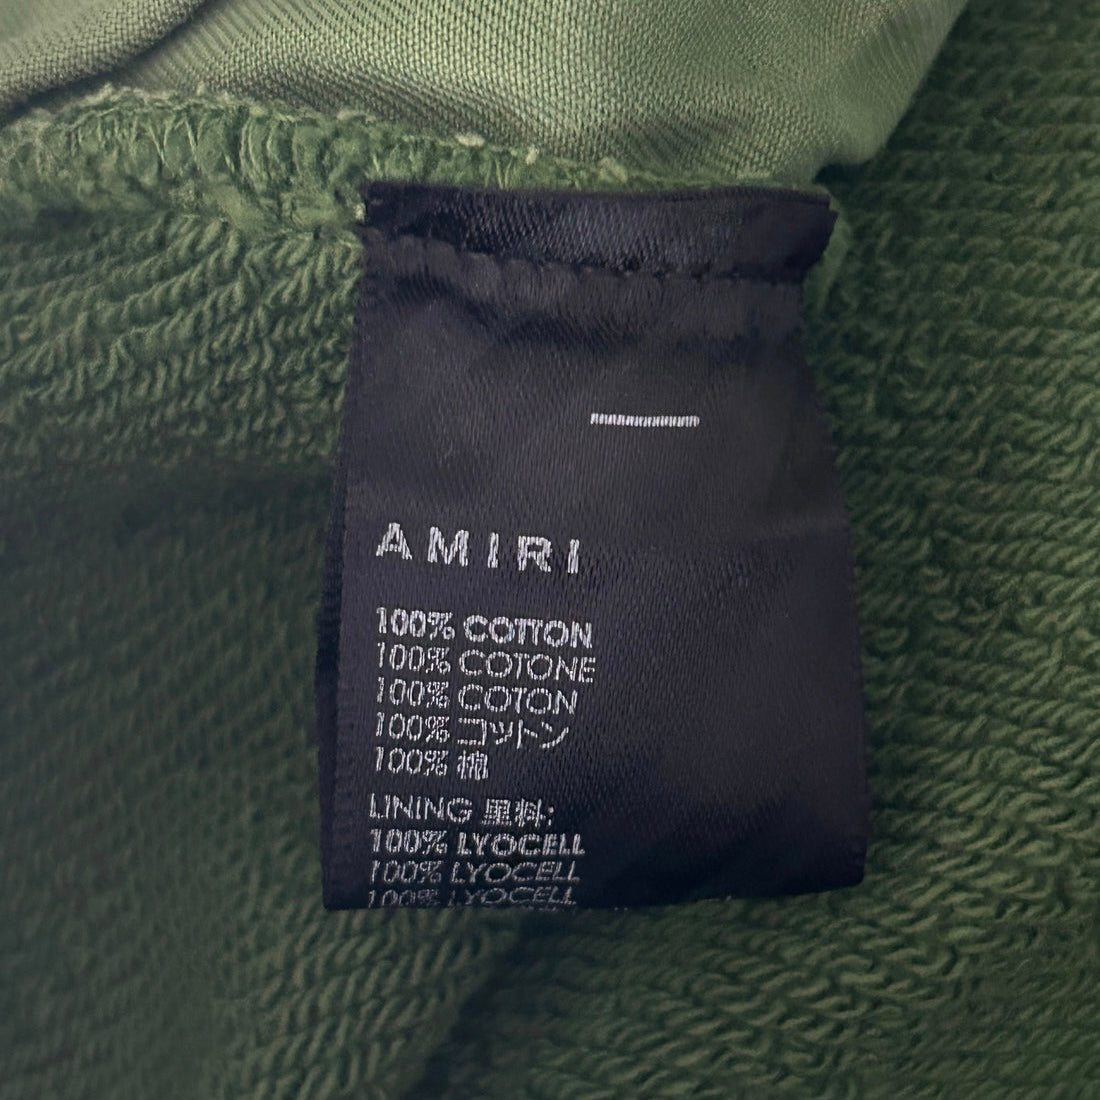 AMIRI
100% COTTON
100% COTONE
100% COTON
100% コットン
100% 棉
LINING 里料:
100% LYOCELL
100% LYOCELL
100% LYOCELL